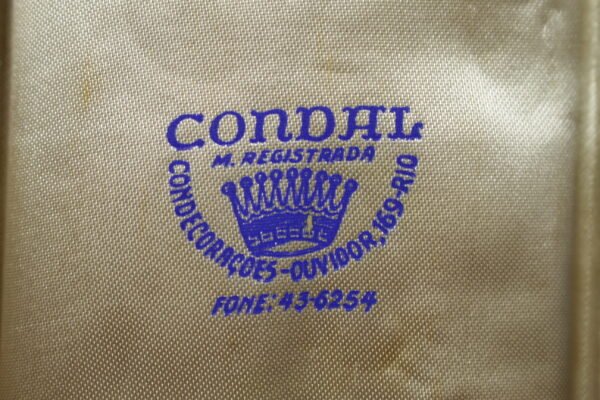 CONDAL
M. REGISTRADA
CONDECORAÇÕES-OUVIDOR, 169-RIO
FONE: 43-6254